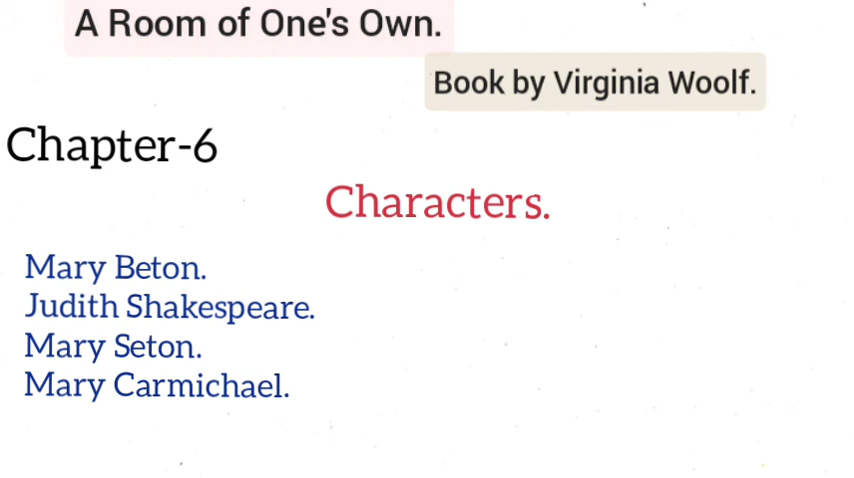 A Room of One's Own.
Book by Virginia Woolf.
Chapter-6
Characters.
Mary Beton.
Judith Shakespeare.
Mary Seton.
Mary Carmichael.